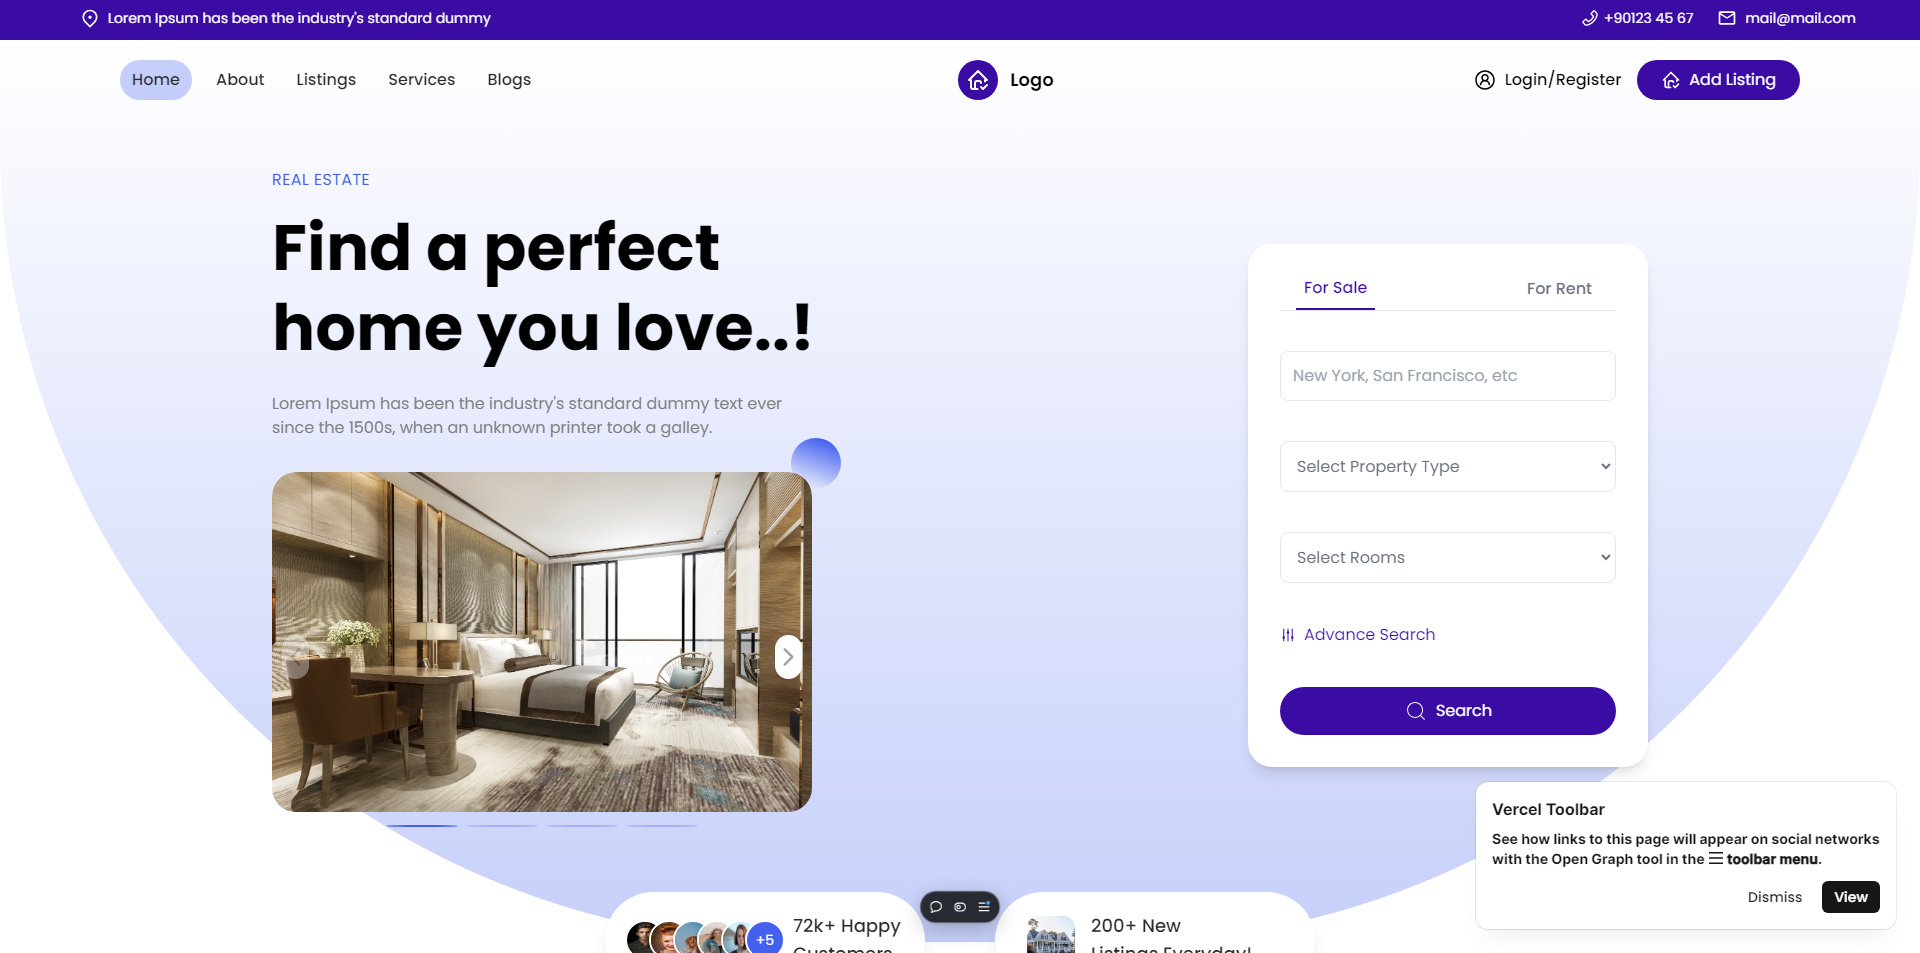 Lorem Ipsum has been the industry's standard dummy
+90123 45 67
mail@mail.com
Home
About
Listings
Services
Blogs
Logo
Login/Register
Add Listing
REAL ESTATE
Find a perfect
home you love..!
Lorem Ipsum has been the industry's standard dummy text ever
since the 1500s, when an unknown printer took a galley.
For Sale
For Rent
New York, San Francisco, etc
Select Property Type
Select Rooms
Advance Search
Search
Vercel Toolbar
See how links to this page will appear on social networks
with the Open Graph tool in the toolbar menu.
Dismiss
View
+5
72k+ Happy
Customers
200+ New
Listings Everyday!